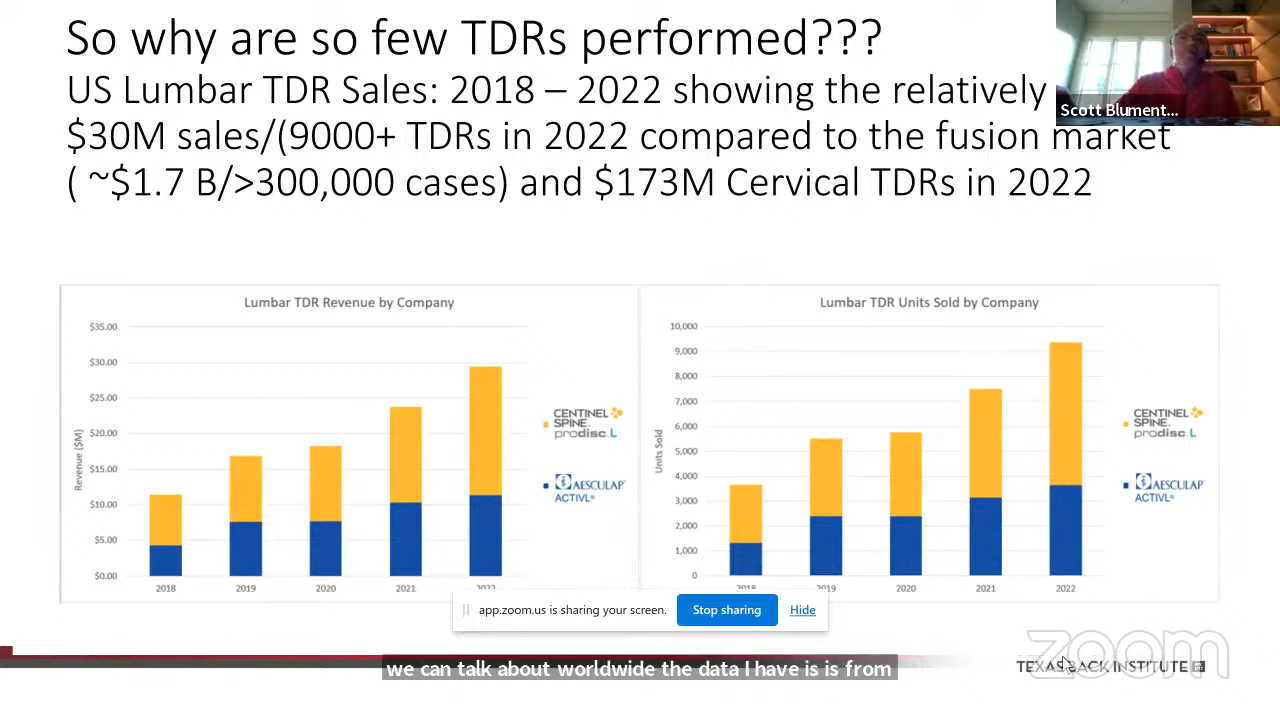 So why are so few TDRs performed???
US Lumbar TDR Sales: 2018 – 2022 showing the relatively
$30M sales/(9000+ TDRs in 2022 compared to the fusion market
( ~$1.7 B/>300,000 cases) and $173M Cervical TDRs in 2022
Scott Blument...
Lumbar TDR Revenue by Company
$35.00
$30.00
$25.00
$20.00
$15.00
$10.00
$5.00
$0.00
Revenue ($M)
2018 2019 2020 2021 2022
CENTINEL
SPINE.
prodisc.L
AESCULAP
ACTIVL®
Lumbar TDR Units Sold by Company
10,000
9,000
8,000
7,000
6,000
5,000
4,000
3,000
2,000
1,000
0
Units Sold
2018 2019 2020 2021 2022
CENTINEL
SPINE.
prodisc.L
AESCULAP
ACTIVL®
app.zoom.us is sharing your screen.
Stop sharing
Hide
zoom
TEXAS BACK INSTITUTE
we can talk about worldwide the data I have is is from